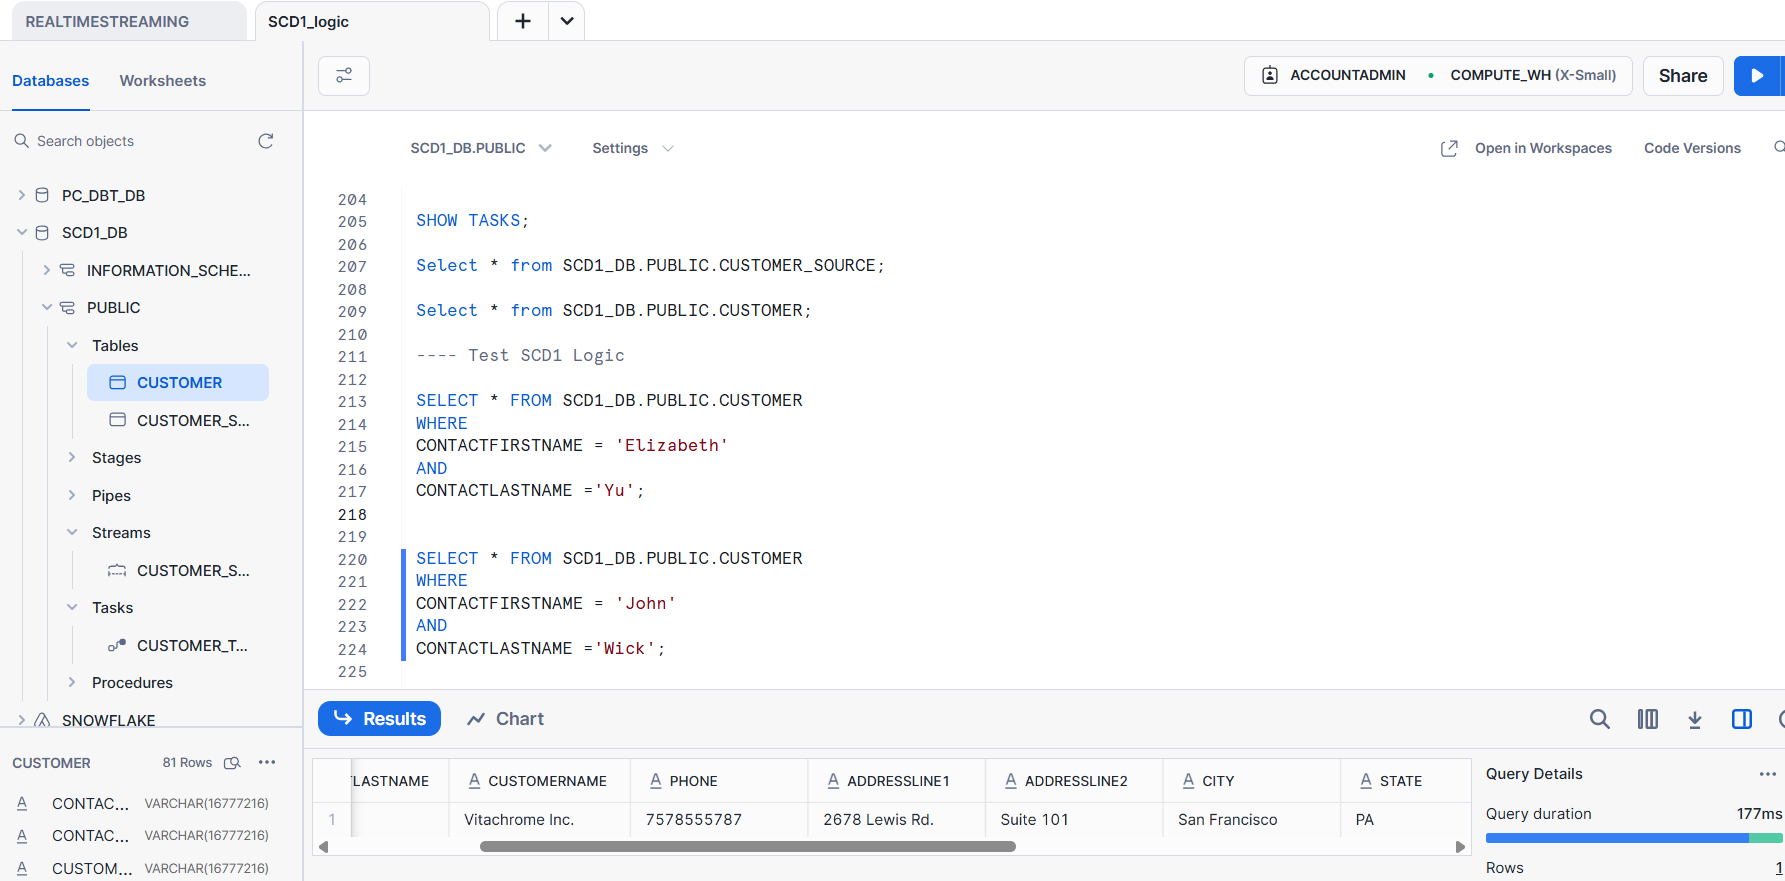 REALTIMESTREAMING
SCD1_logic
Databases
Worksheets
ACCOUNTADMIN
COMPUTE_WH (X-Small)
Share
Search objects
SCD1_DB.PUBLIC
Settings
Open in Workspaces
Code Versions
PC_DBT_DB
SCD1_DB
INFORMATION_SCHE...
PUBLIC
Tables
CUSTOMER
CUSTOMER_S...
Stages
Pipes
Streams
CUSTOMER_S...
Tasks
CUSTOMER_T...
Procedures
SNOWFLAKE
CUSTOMER
81 Rows
CONTAC... VARCHAR(16777216)
CONTAC... VARCHAR(16777216)
CUSTOM... VARCHAR(16777216)
204
205 SHOW TASKS;
206
207 Select * from SCD1_DB.PUBLIC.CUSTOMER_SOURCE;
208
209 Select * from SCD1_DB.PUBLIC.CUSTOMER;
210
211 ---- Test SCD1 Logic
212
213 SELECT * FROM SCD1_DB.PUBLIC.CUSTOMER
214 WHERE
215 CONTACTFIRSTNAME = 'Elizabeth'
216 AND
217 CONTACTLASTNAME ='Yu';
218
219
220 SELECT * FROM SCD1_DB.PUBLIC.CUSTOMER
221 WHERE
222 CONTACTFIRSTNAME = 'John'
223 AND
224 CONTACTLASTNAME ='Wick';
225
Results
Chart
LASTNAME A CUSTOMERNAME A PHONE A ADDRESSLINE1 A ADDRESSLINE2 A CITY A STATE
1 Vitachrome Inc. 7578555787 2678 Lewis Rd. Suite 101 San Francisco PA
Query Details
Query duration 177ms
Rows 1